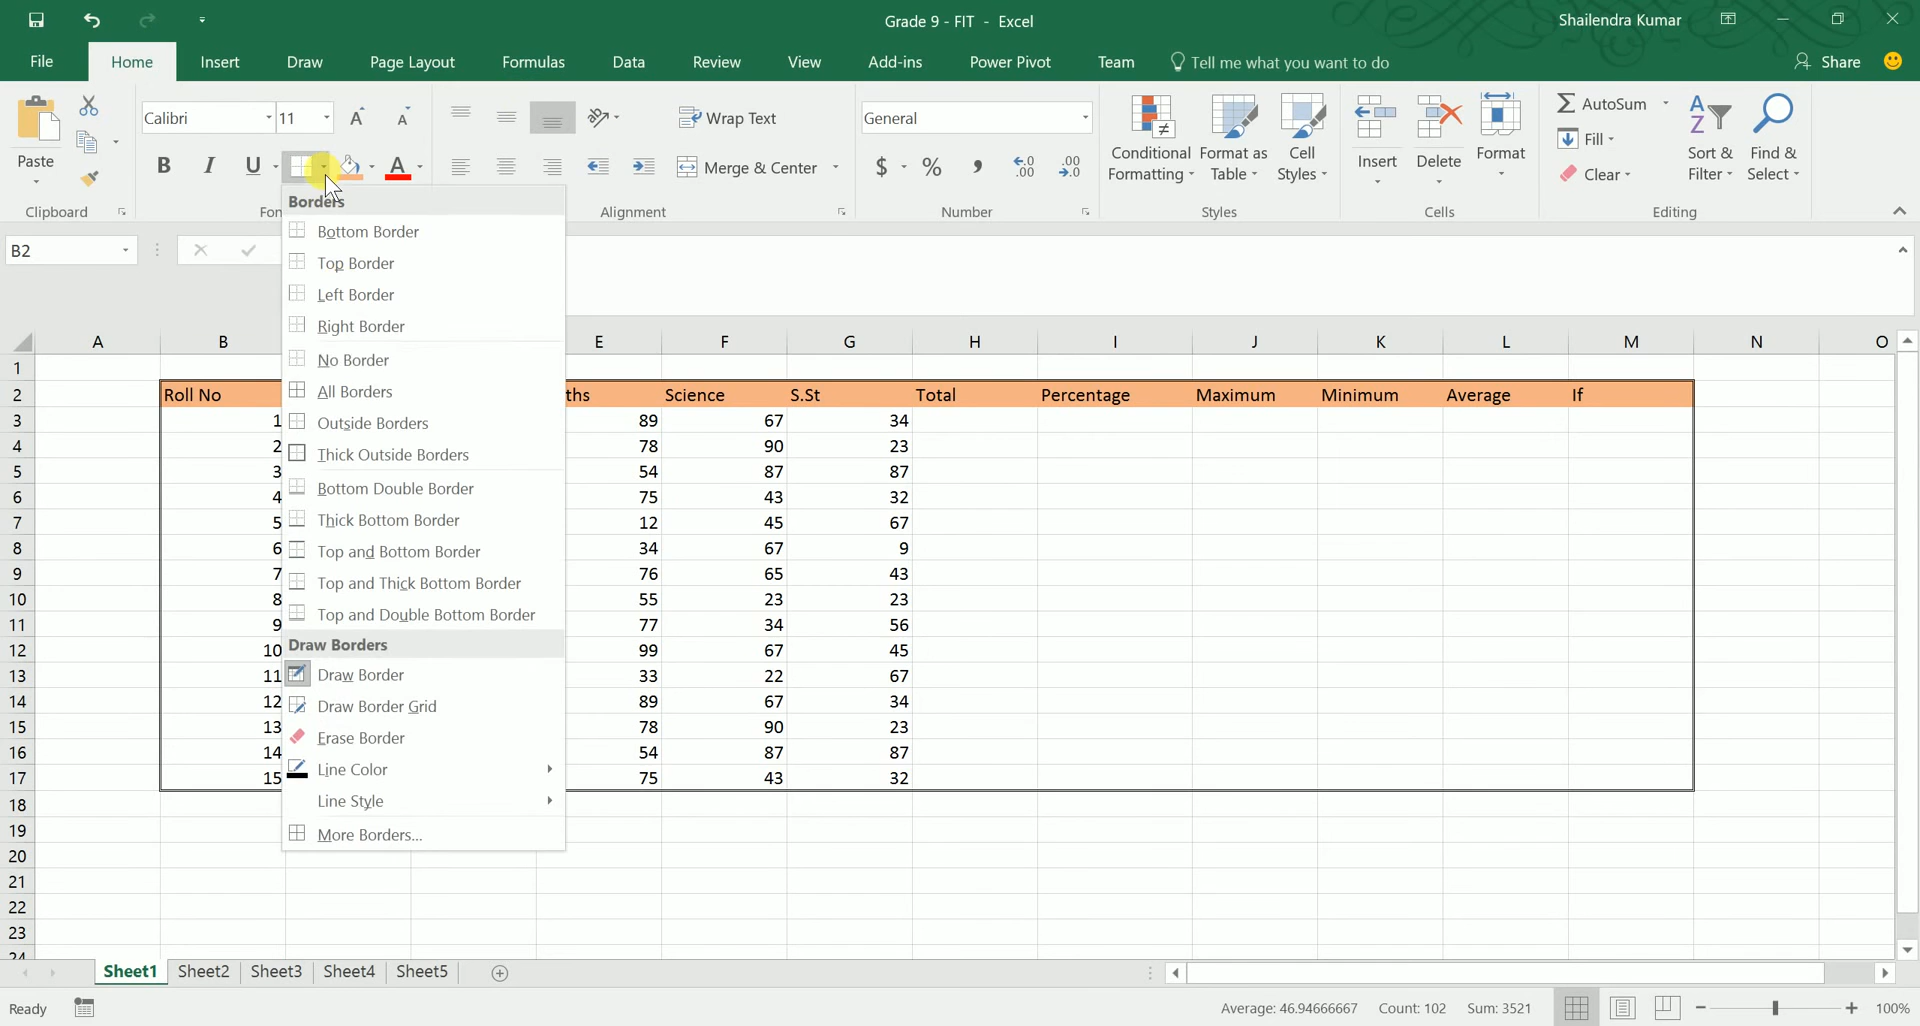 Grade 9 - FIT - Excel
Shailendra Kumar
File Home Insert Draw Page Layout Formulas Data Review View Add-ins Power Pivot Team Tell me what you want to do Share
Calibri 11 Wrap Text General AutoSum
Paste B I U A Merge & Center $ % , Conditional Formatting Format as Table Cell Styles Insert Delete Format Fill Clear Sort & Filter Find & Select
Clipboard Alignment Number Styles Cells Editing
B2
Borders
Bottom Border
Top Border
Left Border
Right Border
No Border
All Borders
Outside Borders
Thick Outside Borders
Bottom Double Border
Thick Bottom Border
Top and Bottom Border
Top and Thick Bottom Border
Top and Double Bottom Border
Draw Borders
Draw Border
Draw Border Grid
Erase Border
Line Color
Line Style
More Borders...
A B E F G H I J K L M N O
1
2 Roll No ths Science S.St Total Percentage Maximum Minimum Average If
3 1 89 67 34
4 2 78 90 23
5 3 54 87 87
6 4 75 43 32
7 5 12 45 67
8 6 34 67 9
9 7 76 65 43
10 8 55 23 23
11 9 77 34 56
12 10 99 67 45
13 11 33 22 67
14 12 89 67 34
15 13 78 90 23
16 14 54 87 87
17 15 75 43 32
18
19
20
21
22
23
24
Sheet1 Sheet2 Sheet3 Sheet4 Sheet5
Ready Average: 46.94666667 Count: 102 Sum: 3521 100%